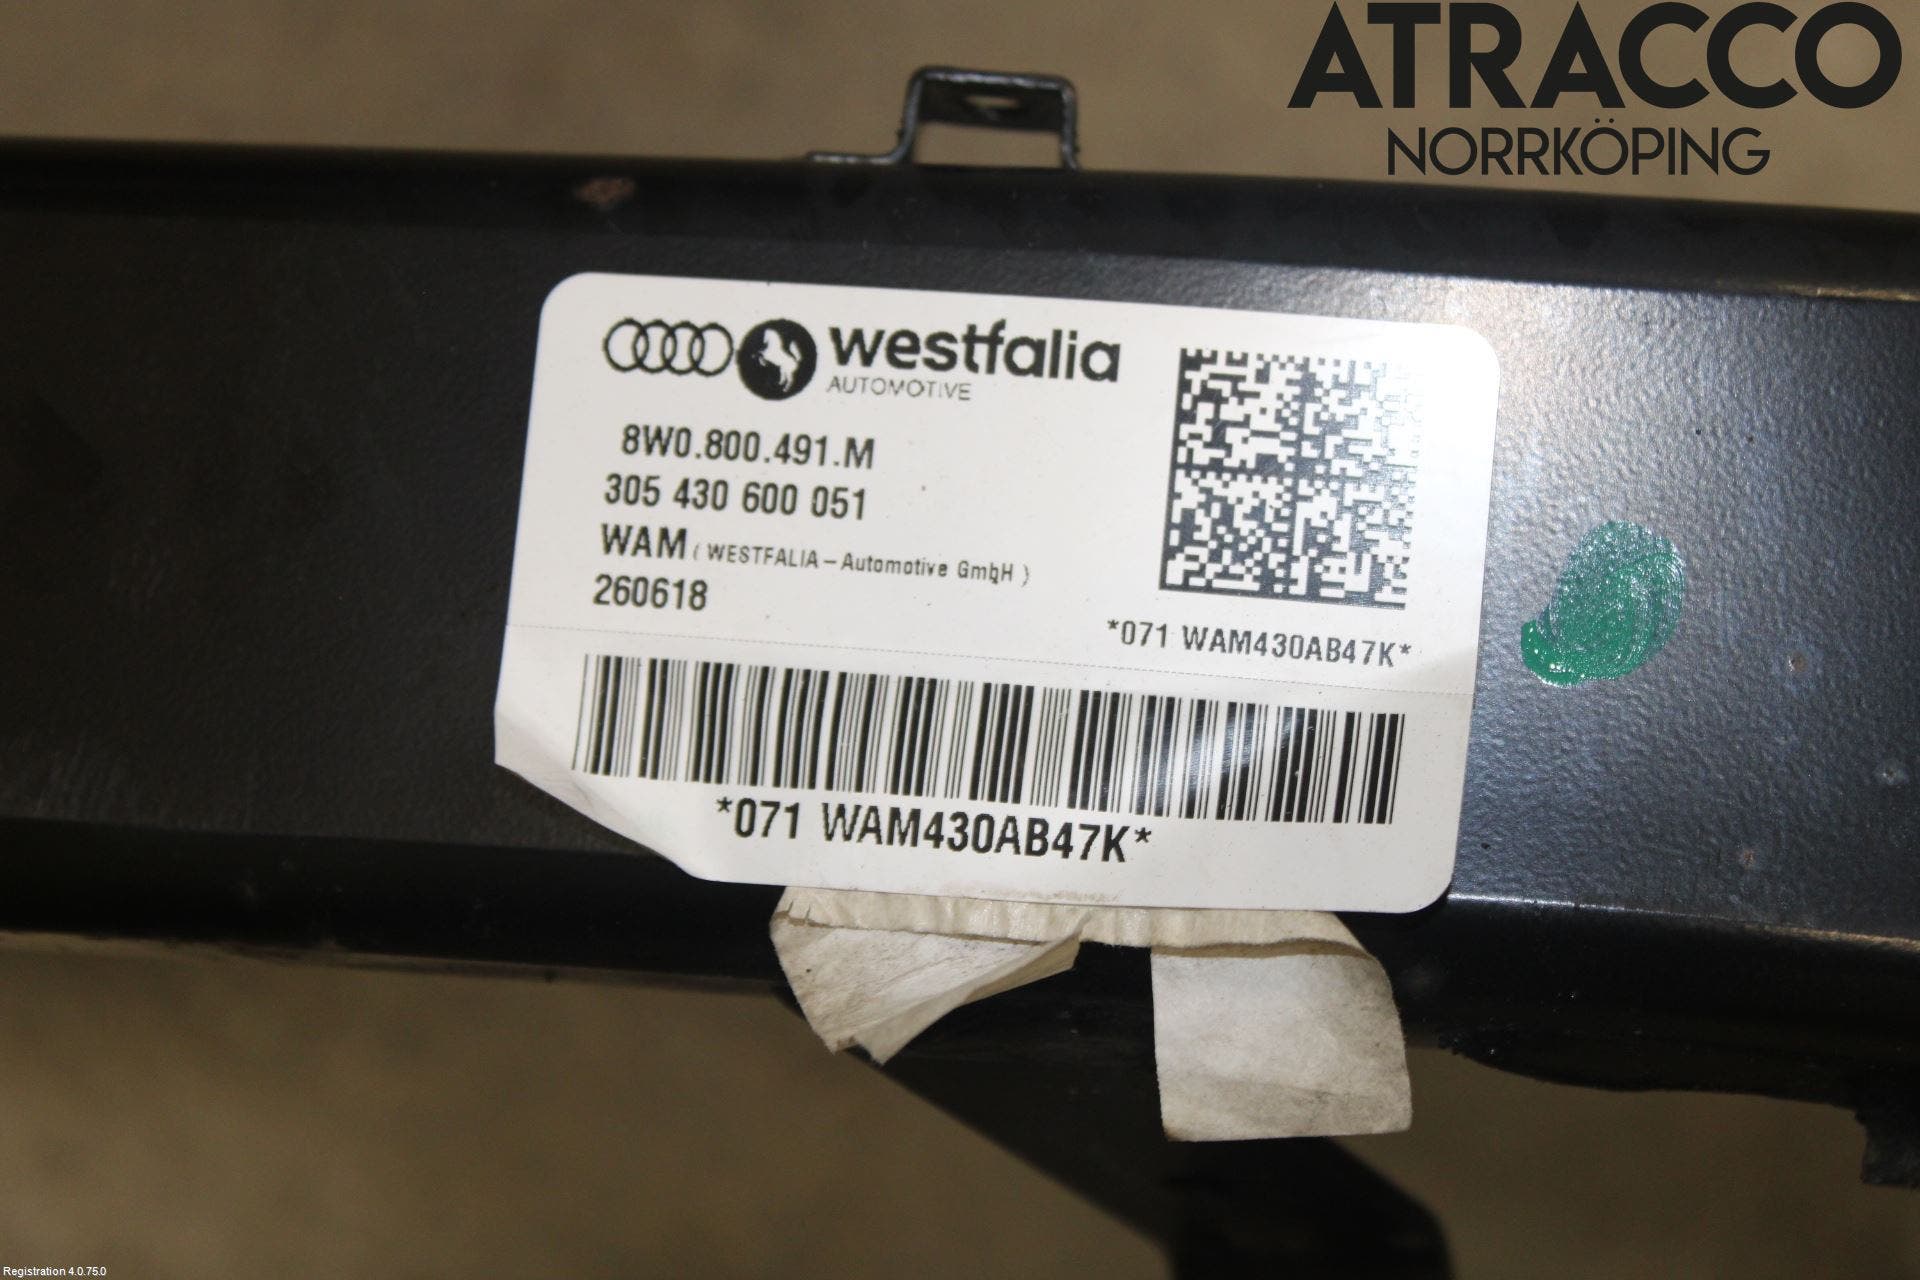 ATRACCO
NORRKÖPING
westfalia
AUTOMOTIVE
8W0.800.491.M
305 430 600 051
WAM ( WESTFALIA – Automotive GmbH )
260618
*071 WAM430AB47K*
*071 WAM430AB47K*
Registration 4.0.75.0